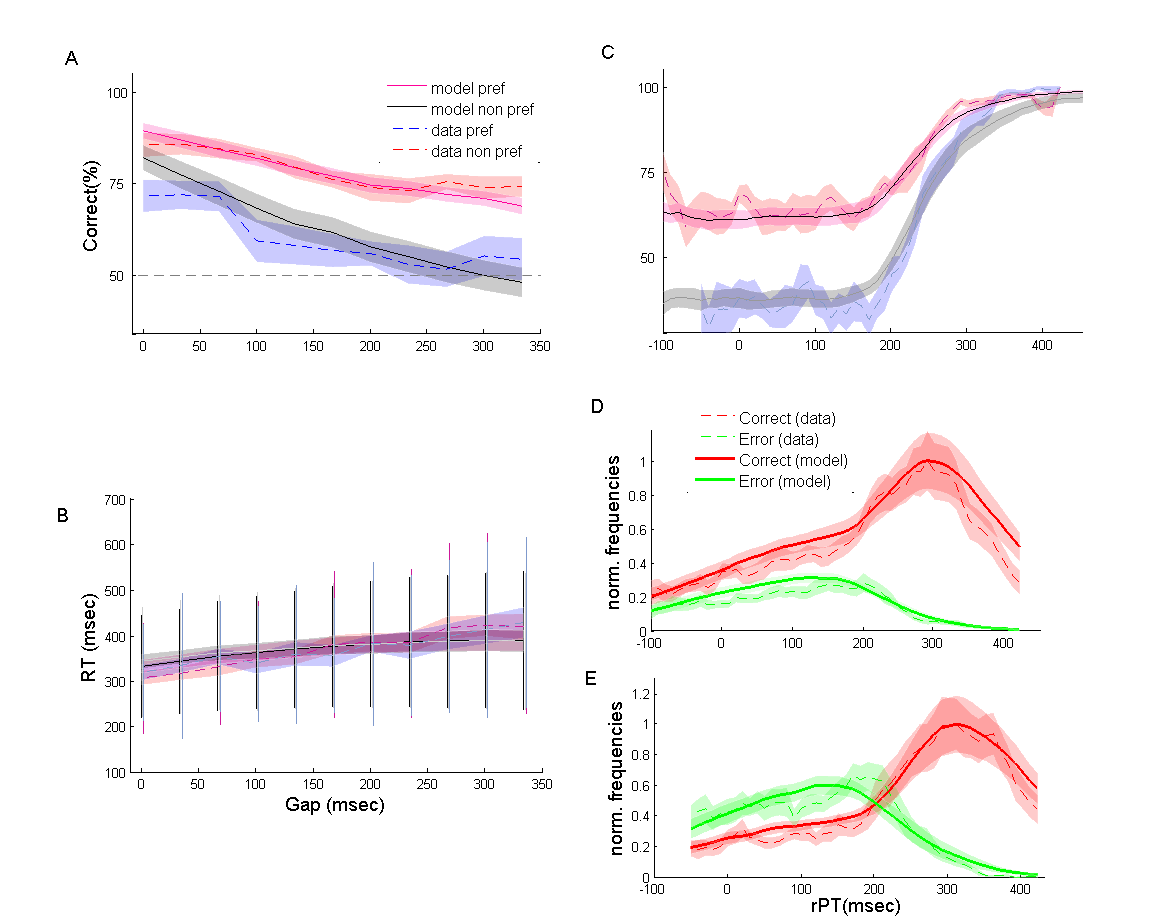 A
100
75
50
Correct(%)
model pref
model non pref
data pref
data non pref
0 50 100 150 200 250 300 350
C
100
75
50
-100 0 100 200 300 400
B
700
600
500
400
300
200
100
RT (msec)
0 50 100 150 200 250 300 350
Gap (msec)
D
Correct (data)
Error (data)
Correct (model)
Error (model)
1
0.8
0.6
0.4
0.2
0
norm. frequencies
-100 0 100 200 300 400
E
1.2
1
0.8
0.6
0.4
0.2
0
norm. frequencies
-100 0 100 200 300 400
rPT(msec)